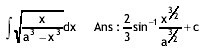 ∫√(x/(a³ − x³)) dx   Ans : 2/3 sin⁻¹ x^(3/2)/a^(3/2) + c